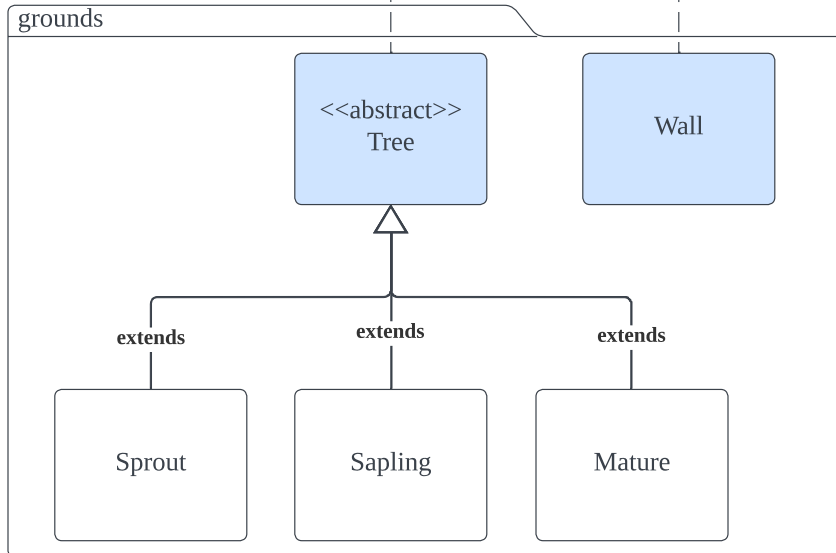 grounds
<<abstract>>
Tree
Wall
extends
extends
extends
Sprout
Sapling
Mature